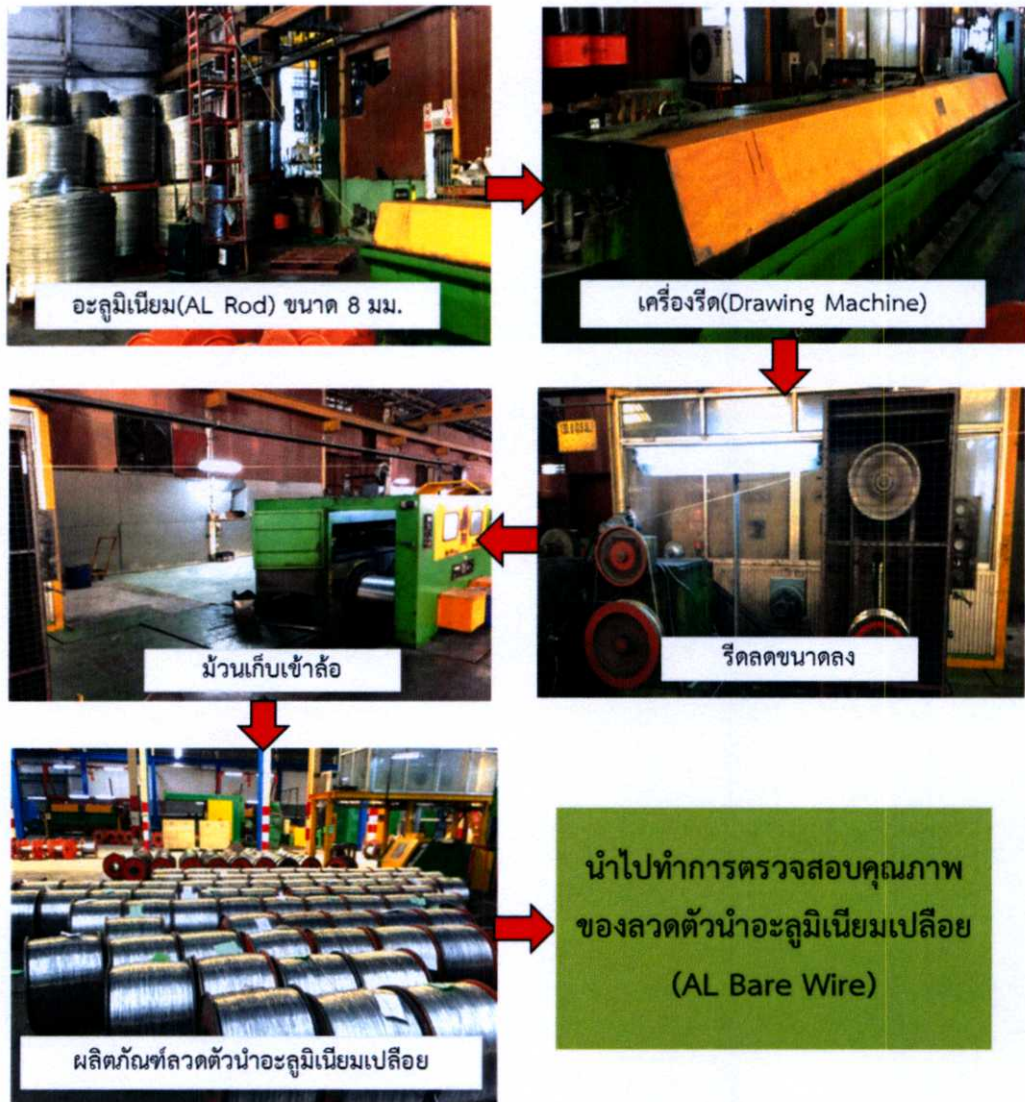 อะลูมิเนียม(AL Rod) ขนาด 8 มม.
เครื่องรีด(Drawing Machine)
รีดลดขนาดลง
ม้วนเก็บเข้าล้อ
ผลิตภัณฑ์ลวดตัวนำอะลูมิเนียมเปลือย
นำไปทำการตรวจสอบคุณภาพ
ของลวดตัวนำอะลูมิเนียมเปลือย
(AL Bare Wire)